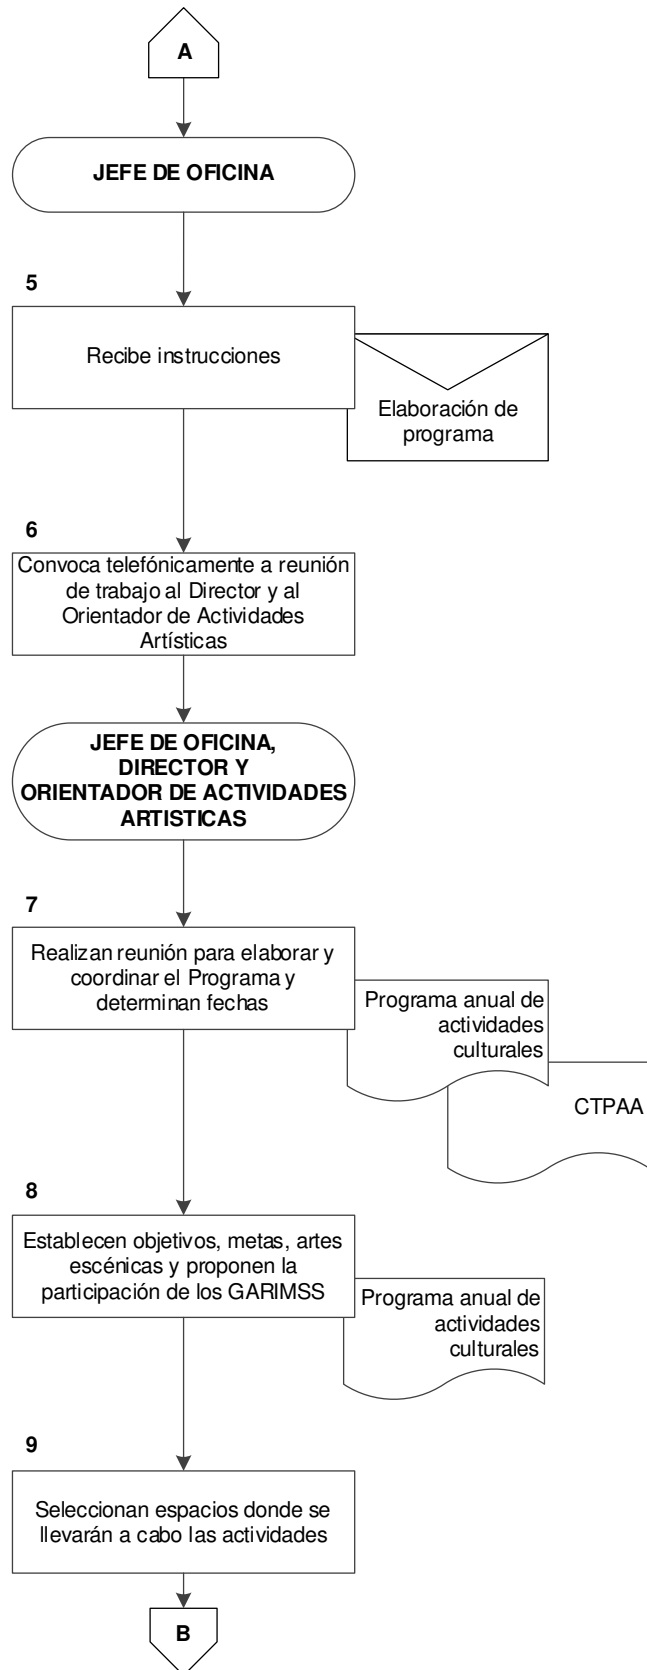 A
JEFE DE OFICINA
5
Recibe instrucciones
Elaboración de
programa
6
Convoca telefónicamente a reunión
de trabajo al Director y al
Orientador de Actividades
Artísticas
JEFE DE OFICINA,
DIRECTOR Y
ORIENTADOR DE ACTIVIDADES
ARTISTICAS
7
Realizan reunión para elaborar y
coordinar el Programa y
determinan fechas
Programa anual de
actividades
culturales
CTPAA
8
Establecen objetivos, metas, artes
escénicas y proponen la
participación de los GARIMSS
Programa anual de
actividades
culturales
9
Seleccionan espacios donde se
llevarán a cabo las actividades
B